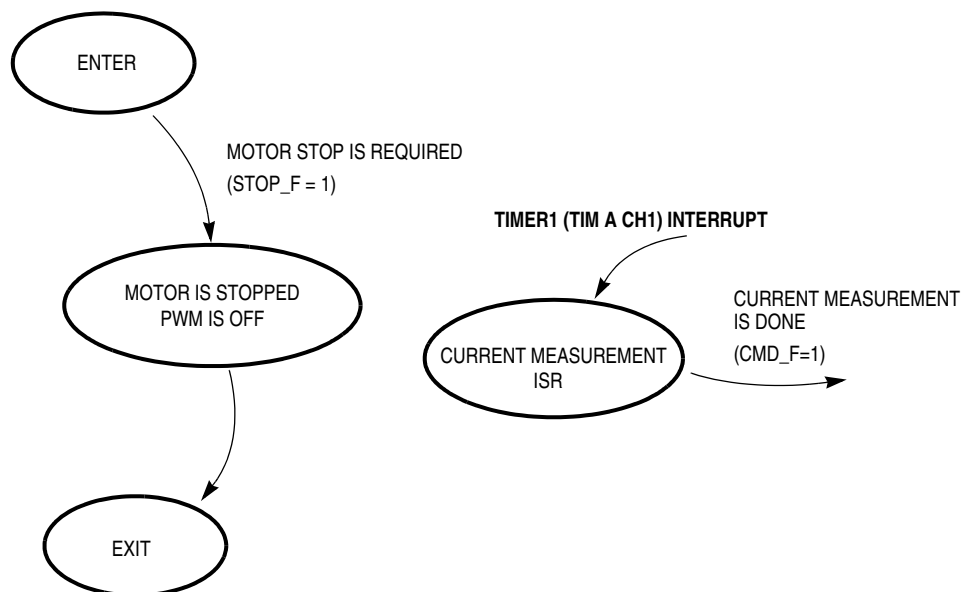 ENTER
MOTOR STOP IS REQUIRED
(STOP_F = 1)
MOTOR IS STOPPED
PWM IS OFF
EXIT
TIMER1 (TIM A CH1) INTERRUPT
CURRENT MEASUREMENT
ISR
CURRENT MEASUREMENT
IS DONE
(CMD_F=1)